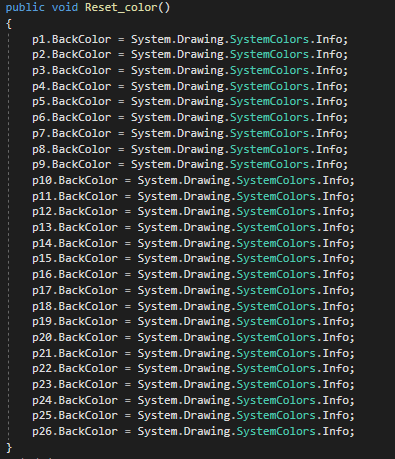 public void Reset_color()
{
p1.BackColor = System.Drawing.SystemColors.Info;
p2.BackColor = System.Drawing.SystemColors.Info;
p3.BackColor = System.Drawing.SystemColors.Info;
p4.BackColor = System.Drawing.SystemColors.Info;
p5.BackColor = System.Drawing.SystemColors.Info;
p6.BackColor = System.Drawing.SystemColors.Info;
p7.BackColor = System.Drawing.SystemColors.Info;
p8.BackColor = System.Drawing.SystemColors.Info;
p9.BackColor = System.Drawing.SystemColors.Info;
p10.BackColor = System.Drawing.SystemColors.Info;
p11.BackColor = System.Drawing.SystemColors.Info;
p12.BackColor = System.Drawing.SystemColors.Info;
p13.BackColor = System.Drawing.SystemColors.Info;
p14.BackColor = System.Drawing.SystemColors.Info;
p15.BackColor = System.Drawing.SystemColors.Info;
p16.BackColor = System.Drawing.SystemColors.Info;
p17.BackColor = System.Drawing.SystemColors.Info;
p18.BackColor = System.Drawing.SystemColors.Info;
p19.BackColor = System.Drawing.SystemColors.Info;
p20.BackColor = System.Drawing.SystemColors.Info;
p21.BackColor = System.Drawing.SystemColors.Info;
p22.BackColor = System.Drawing.SystemColors.Info;
p23.BackColor = System.Drawing.SystemColors.Info;
p24.BackColor = System.Drawing.SystemColors.Info;
p25.BackColor = System.Drawing.SystemColors.Info;
p26.BackColor = System.Drawing.SystemColors.Info;
}